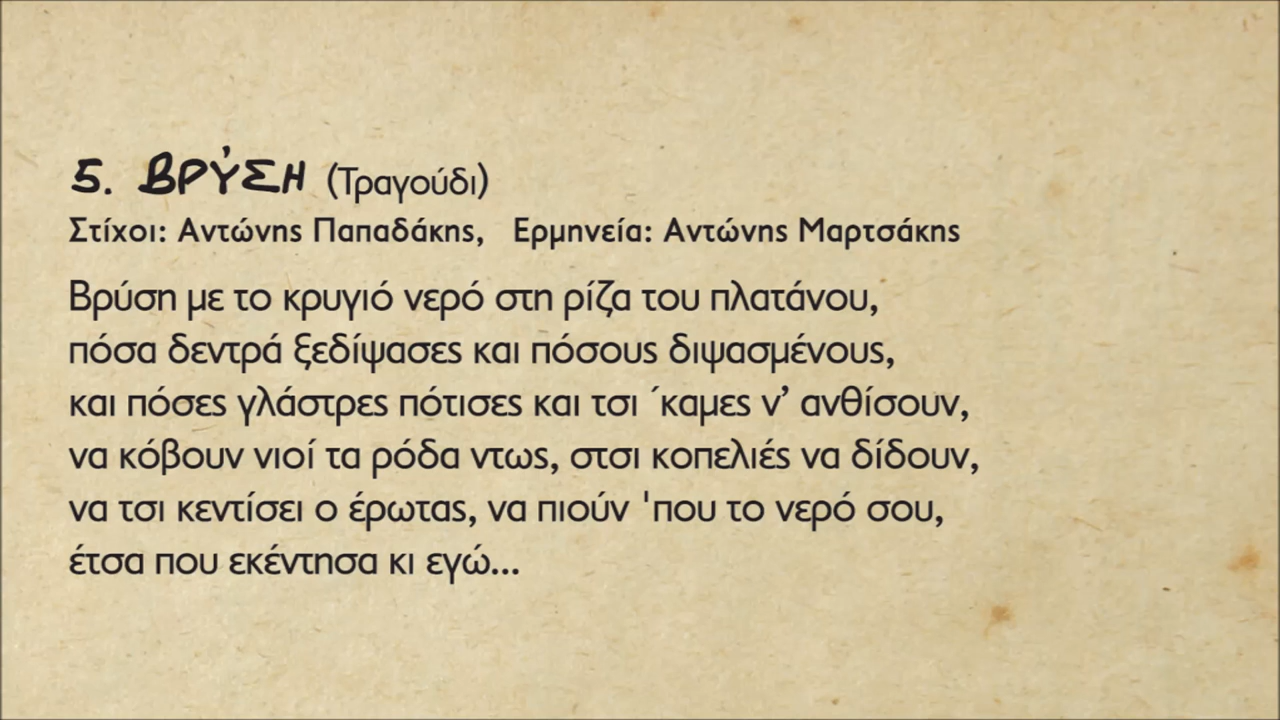 5. ΒΡΎΣΗ (Τραγούδι)
Στίχοι: Αντώνης Παπαδάκης, Ερμηνεία: Αντώνης Μαρτσάκης
Βρύση με το κρυγιό νερό στη ρίζα του πλατάνου,
πόσα δεντρά ξεδίψασες και πόσους διψασμένους,
και πόσες γλάστρες πότισες και τσι ΄καμες ν’ ανθίσουν,
να κόβουν νιοί τα ρόδα ντως, στσι κοπελιές να δίδουν,
να τσι κεντίσει ο έρωτας, να πιούν 'που το νερό σου,
έτσα που εκέντησα κι εγώ...